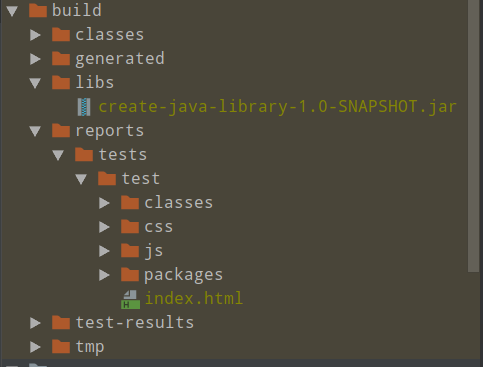 build
classes
generated
libs
create-java-library-1.0-SNAPSHOT.jar
reports
tests
test
classes
css
js
packages
index.html
test-results
tmp